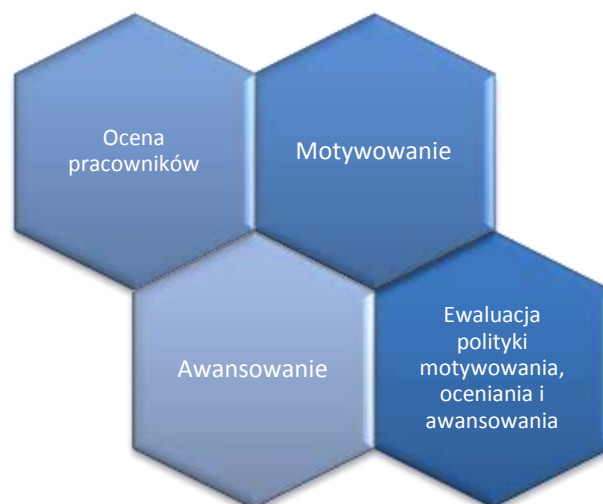 Ocena
pracowników
Motywowanie
Awansowanie
Ewaluacja
polityki
motywowania,
oceniania i
awansowania